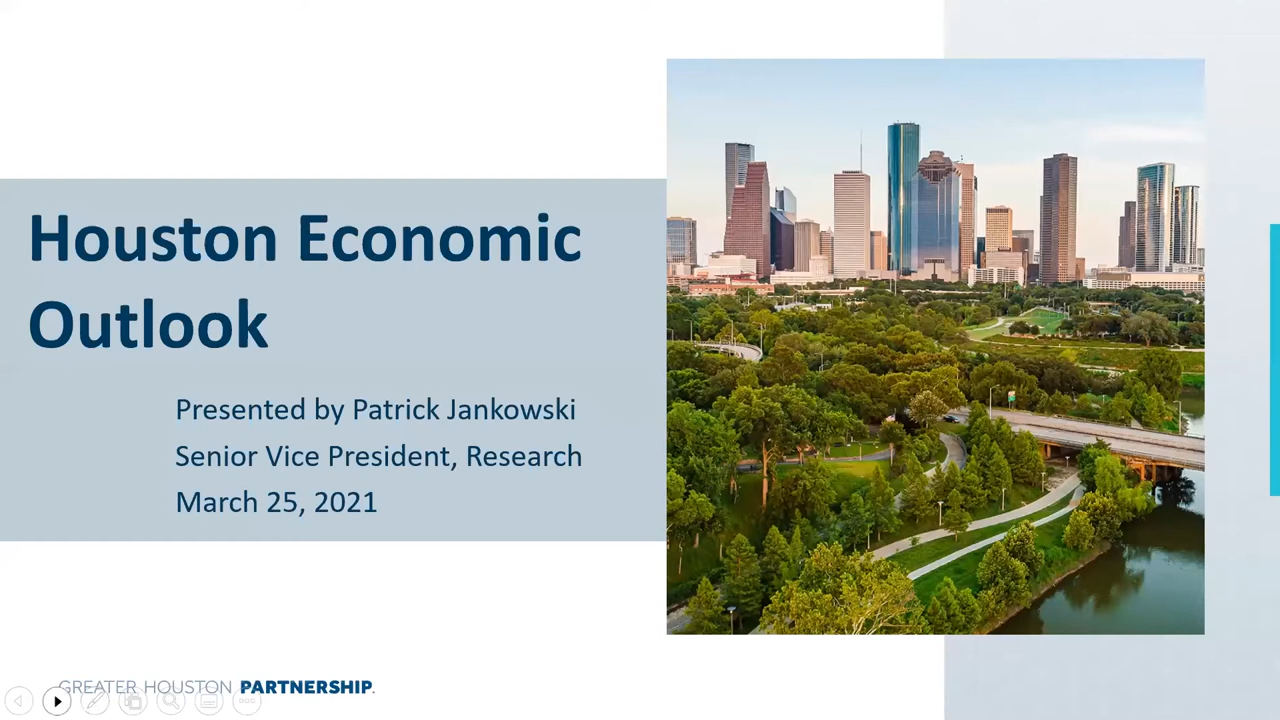 Houston Economic
Outlook
Presented by Patrick Jankowski
Senior Vice President, Research
March 25, 2021
GREATER HOUSTON PARTNERSHIP.